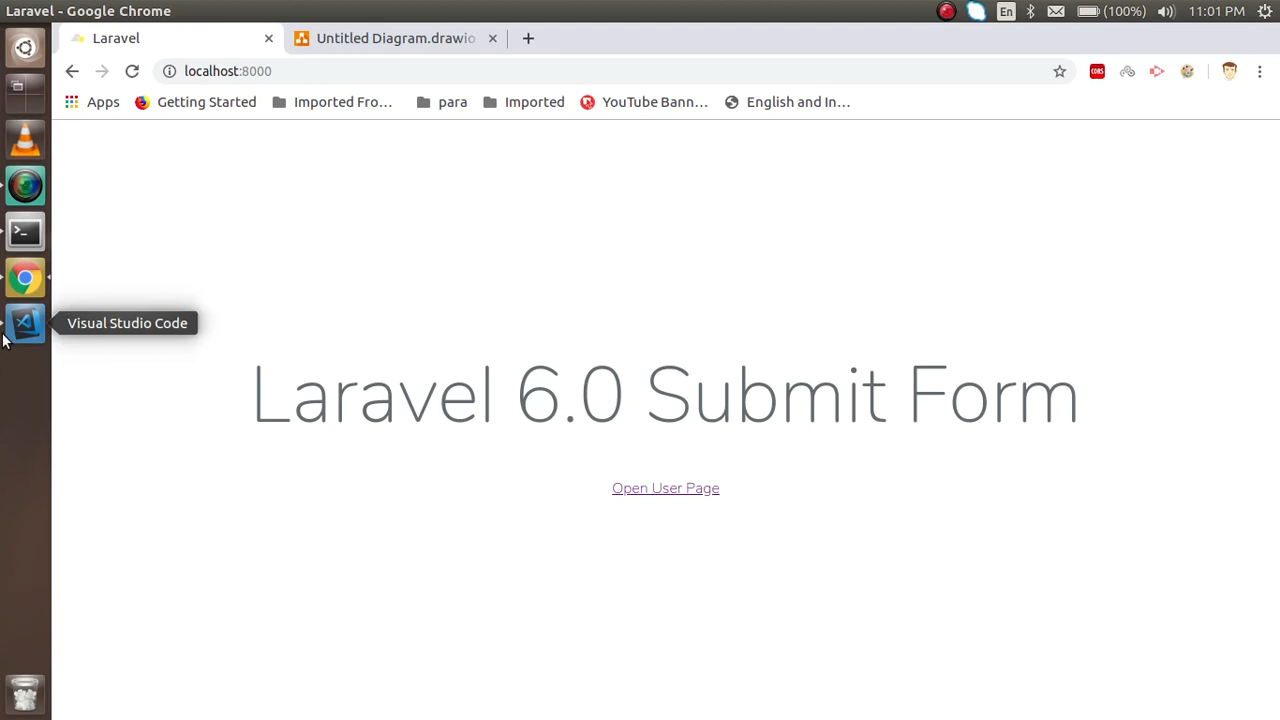 Laravel - Google Chrome
En
(100%)
11:01 PM
Laravel
Untitled Diagram.drawio
localhost:8000
CORS
Apps
Getting Started
Imported Fro...
para
Imported
YouTube Bann...
English and In...
Visual Studio Code
Laravel 6.0 Submit Form
Open User Page